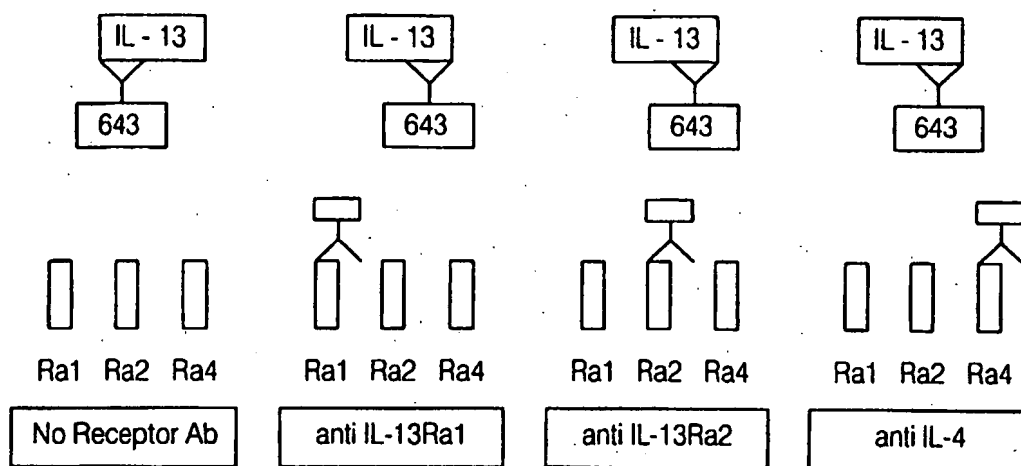 IL - 13 IL - 13 IL - 13 IL - 13
643 643 643 643
Ra1 Ra2 Ra4 Ra1 Ra2 Ra4 Ra1 Ra2 Ra4 Ra1 Ra2 Ra4
No Receptor Ab anti IL-13Ra1 anti IL-13Ra2 anti IL-4